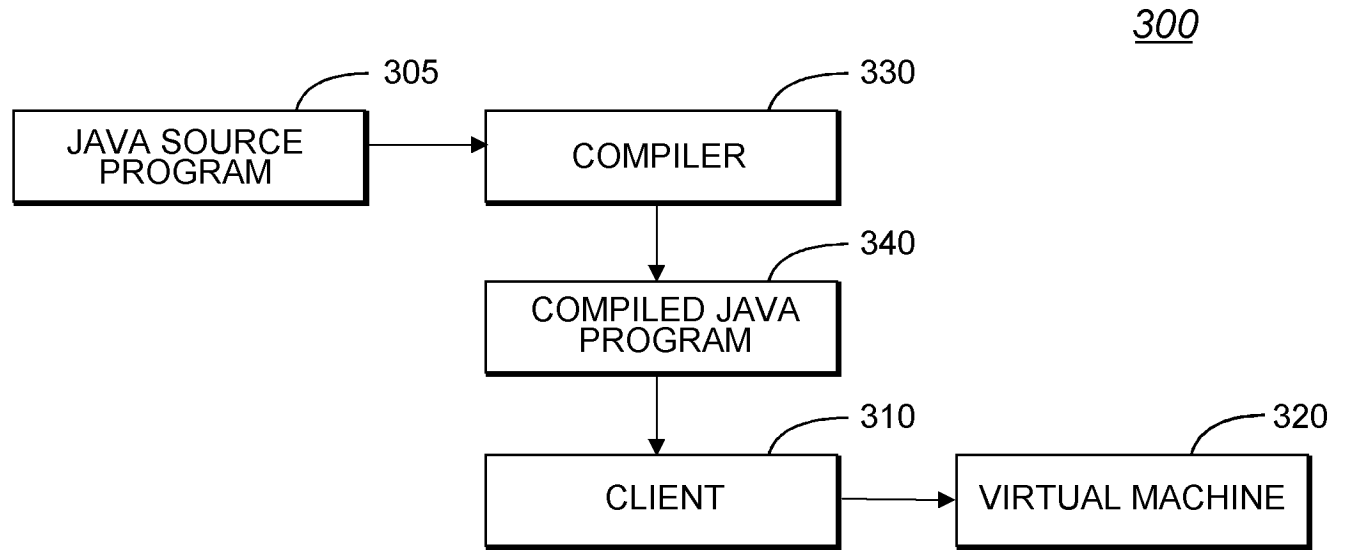 300
305
330
JAVA SOURCE
PROGRAM
COMPILER
340
COMPILED JAVA
PROGRAM
310
320
CLIENT
VIRTUAL MACHINE